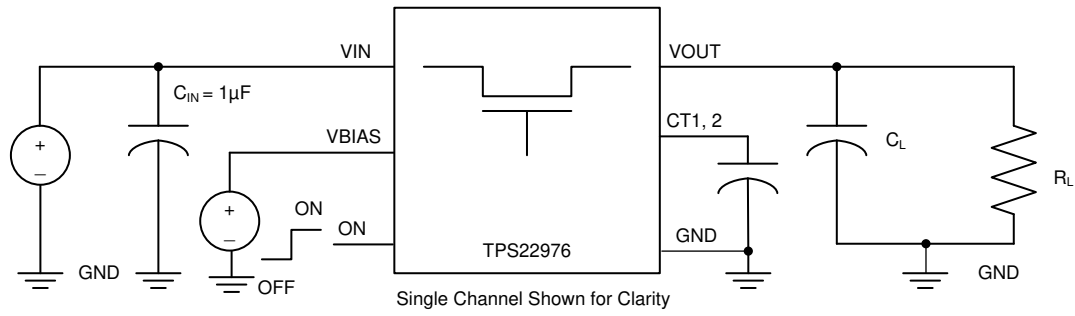 VIN
VOUT
C_IN = 1µF
CT1, 2
VBIAS
C_L
R_L
+
–
+
–
ON
ON
GND
TPS22976
GND
OFF
GND
Single Channel Shown for Clarity